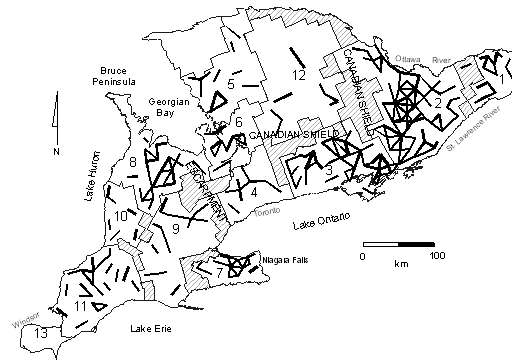 Bruce
Peninsula
Georgian
Bay
Ottawa River
CANADIAN SHIELD
12
5
1
2
6
CANADIAN SHIELD
St. Lawrence River
N
Lake Huron
8
ESCARPMENT
3
4
10
9
Toronto
Lake Ontario
7
Niagara Falls
0 100
km
11
Windsor
13
Lake Erie